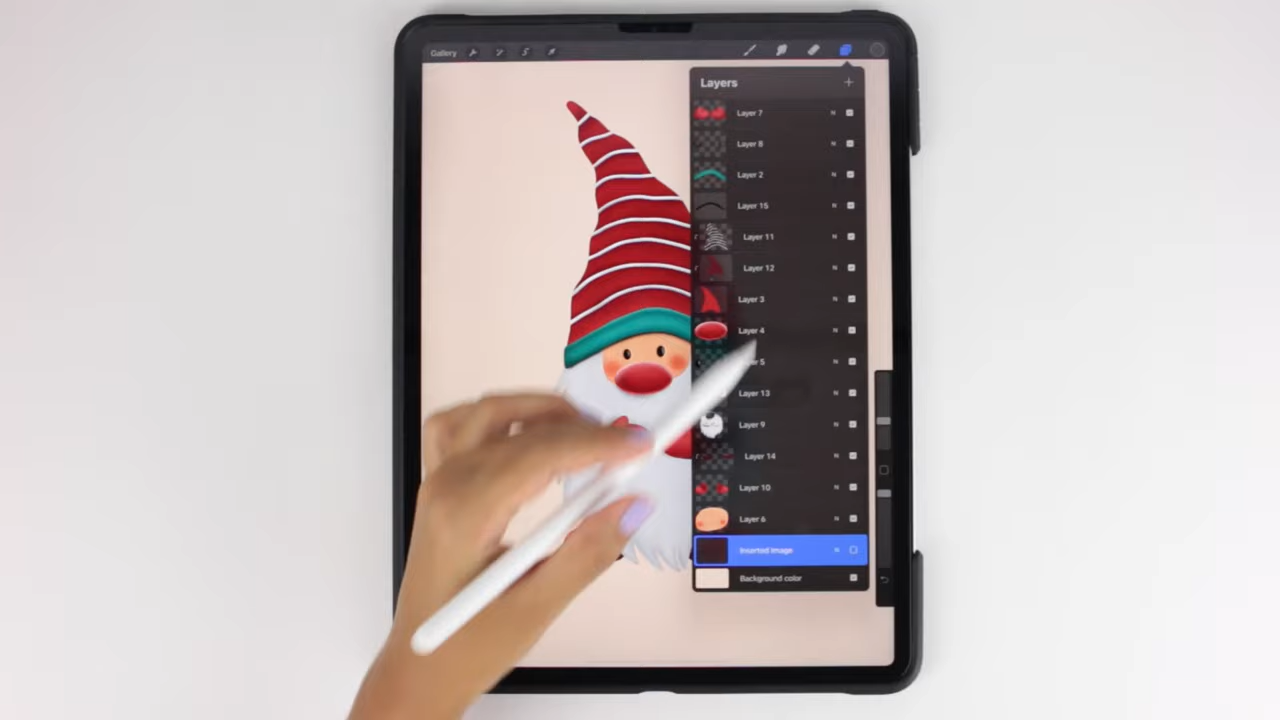 Gallery
Layers
Layer 7 N
Layer 8 N
Layer 2 N
Layer 15 N
Layer 11 N
Layer 12 N
Layer 3 N
Layer 4 N
5 N
Layer 13 N
Layer 9 N
Layer 14 N
Layer 10 N
Layer 6 N
Inserted Image N
Background color